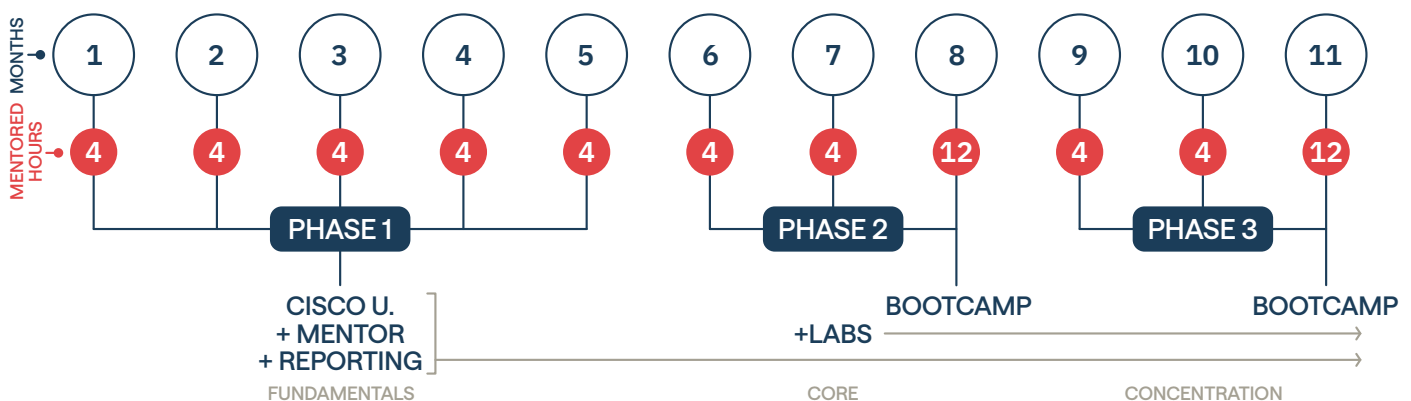 MONTHS
1 2 3 4 5 6 7 8 9 10 11
MENTORED
HOURS
4 4 4 4 4 4 4 12 4 4 12
PHASE 1 PHASE 2 PHASE 3
CISCO U.
+ MENTOR
+ REPORTING
BOOTCAMP BOOTCAMP
+LABS
FUNDAMENTALS CORE CONCENTRATION